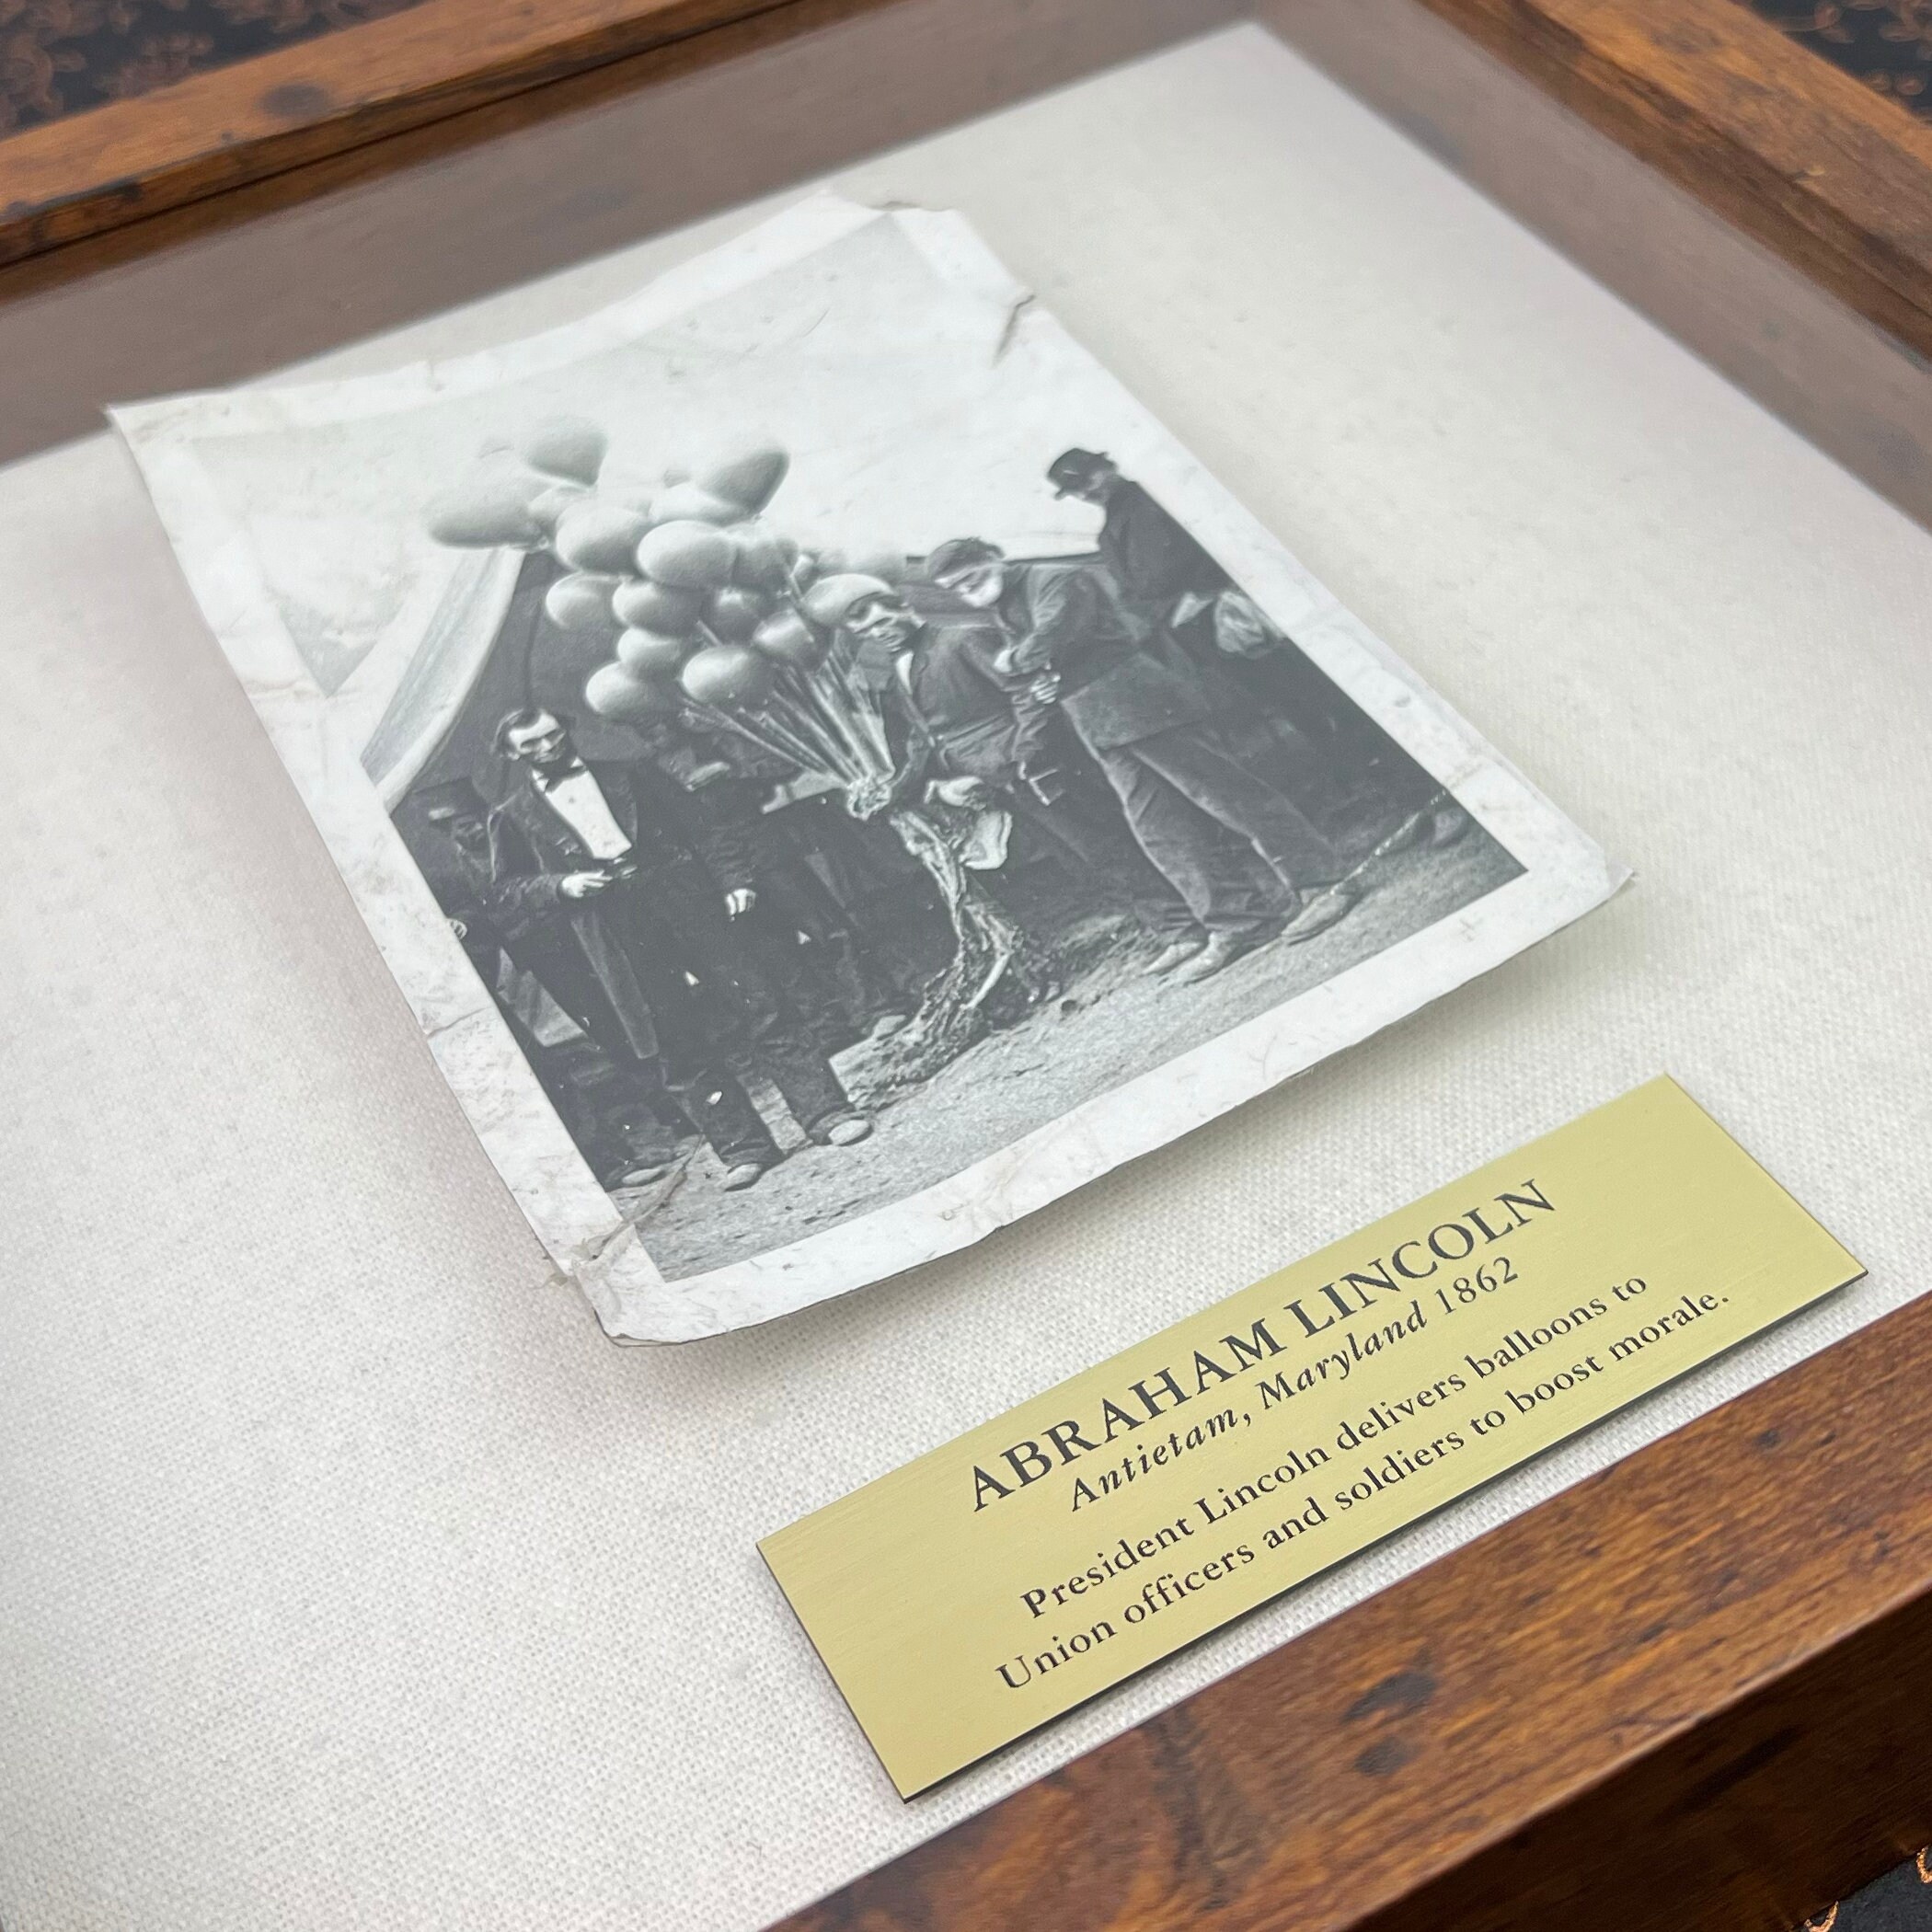 ABRAHAM LINCOLN
Antietam, Maryland 1862
President Lincoln delivers balloons to
Union officers and soldiers to boost morale.